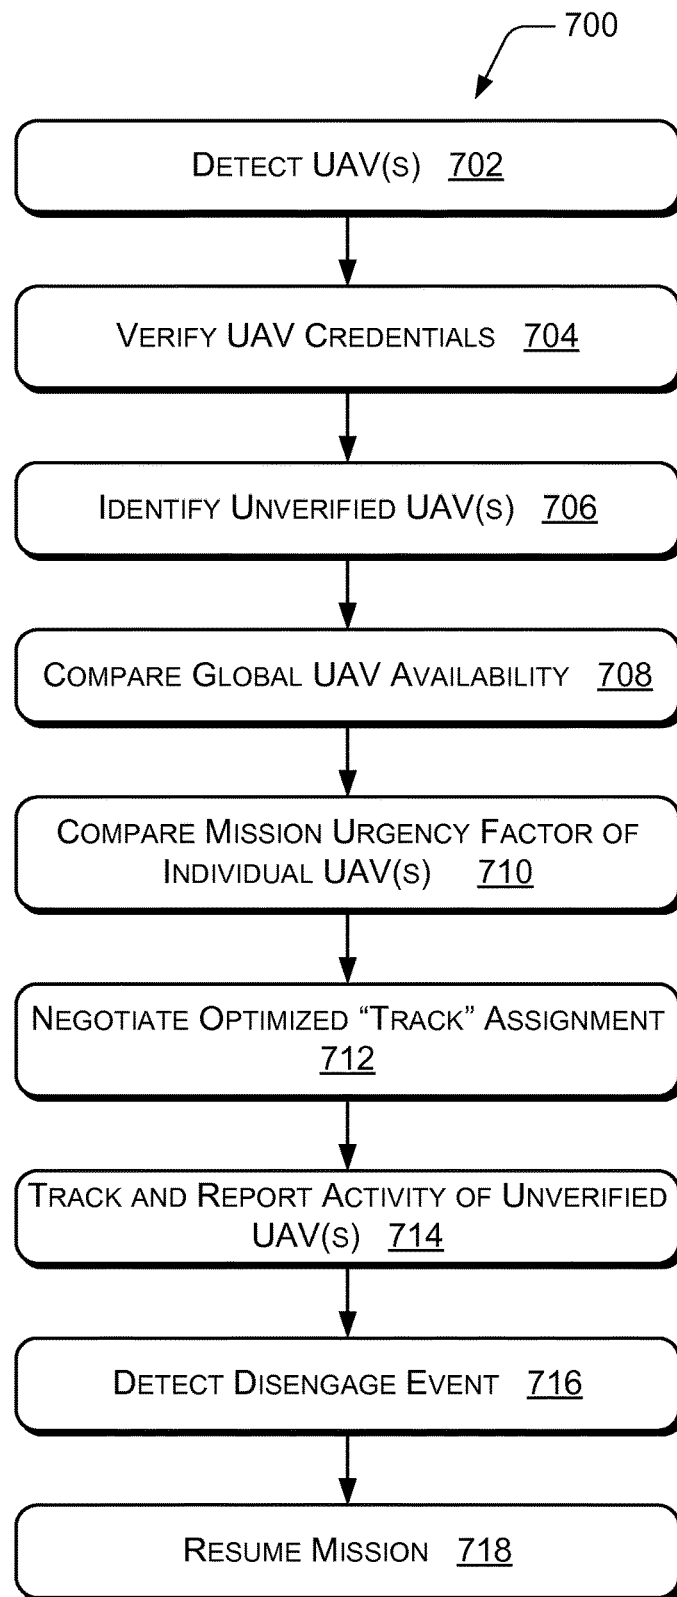 700
DETECT UAV(S) 702
VERIFY UAV CREDENTIALS 704
IDENTIFY UNVERIFIED UAV(S) 706
COMPARE GLOBAL UAV AVAILABILITY 708
COMPARE MISSION URGENCY FACTOR OF
INDIVIDUAL UAV(S) 710
NEGOTIATE OPTIMIZED “TRACK” ASSIGNMENT
712
TRACK AND REPORT ACTIVITY OF UNVERIFIED
UAV(S) 714
DETECT DISENGAGE EVENT 716
RESUME MISSION 718